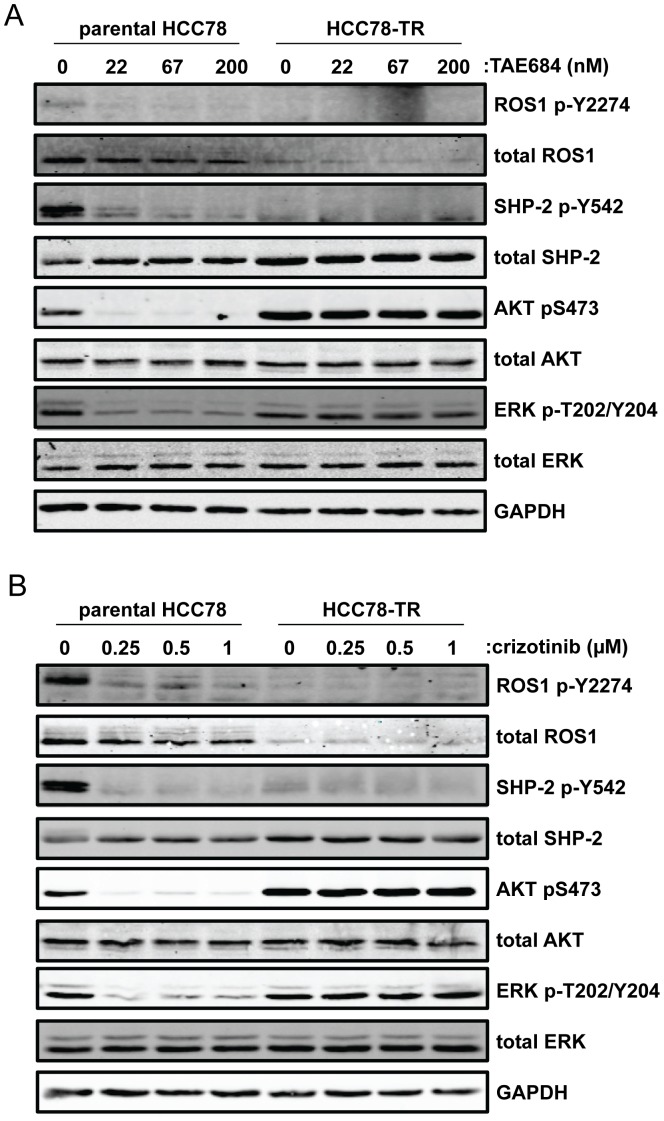 A
parental HCC78 HCC78-TR
0 22 67 200 0 22 67 200 :TAE684 (nM)
ROS1 p-Y2274
total ROS1
SHP-2 p-Y542
total SHP-2
AKT pS473
total AKT
ERK p-T202/Y204
total ERK
GAPDH
B
parental HCC78 HCC78-TR
0 0.25 0.5 1 0 0.25 0.5 1 :crizotinib (µM)
ROS1 p-Y2274
total ROS1
SHP-2 p-Y542
total SHP-2
AKT pS473
total AKT
ERK p-T202/Y204
total ERK
GAPDH